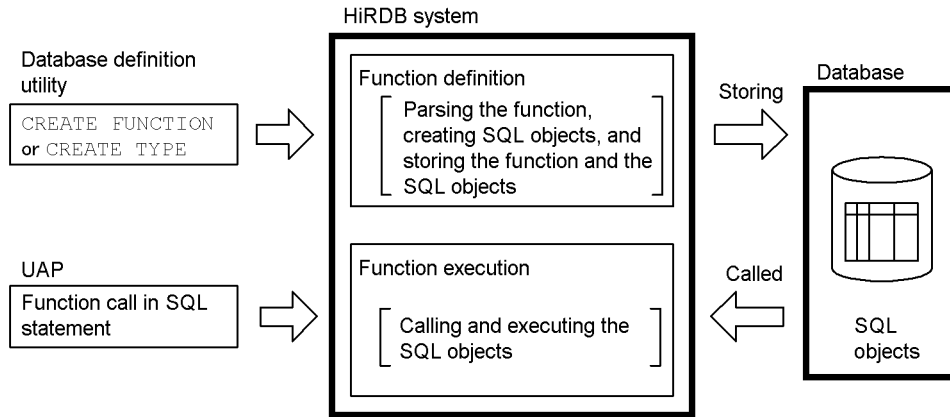 HiRDB system
Database definition
utility
CREATE FUNCTION
or CREATE TYPE
Function definition
Parsing the function,
creating SQL objects, and
storing the function and the
SQL objects
Storing
Database
UAP
Function call in SQL
statement
Function execution
Calling and executing the
SQL objects
Called
SQL
objects